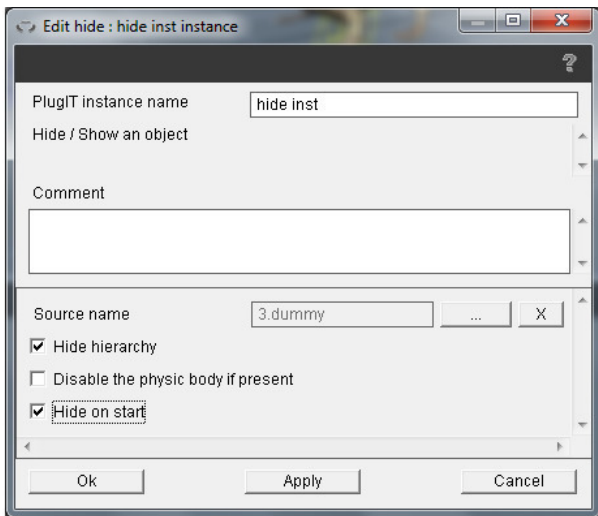 Edit hide : hide inst instance
?
PlugIT instance name hide inst
Hide / Show an object
Comment
Source name 3.dummy ... X
Hide hierarchy
Disable the physic body if present
Hide on start
Ok Apply Cancel